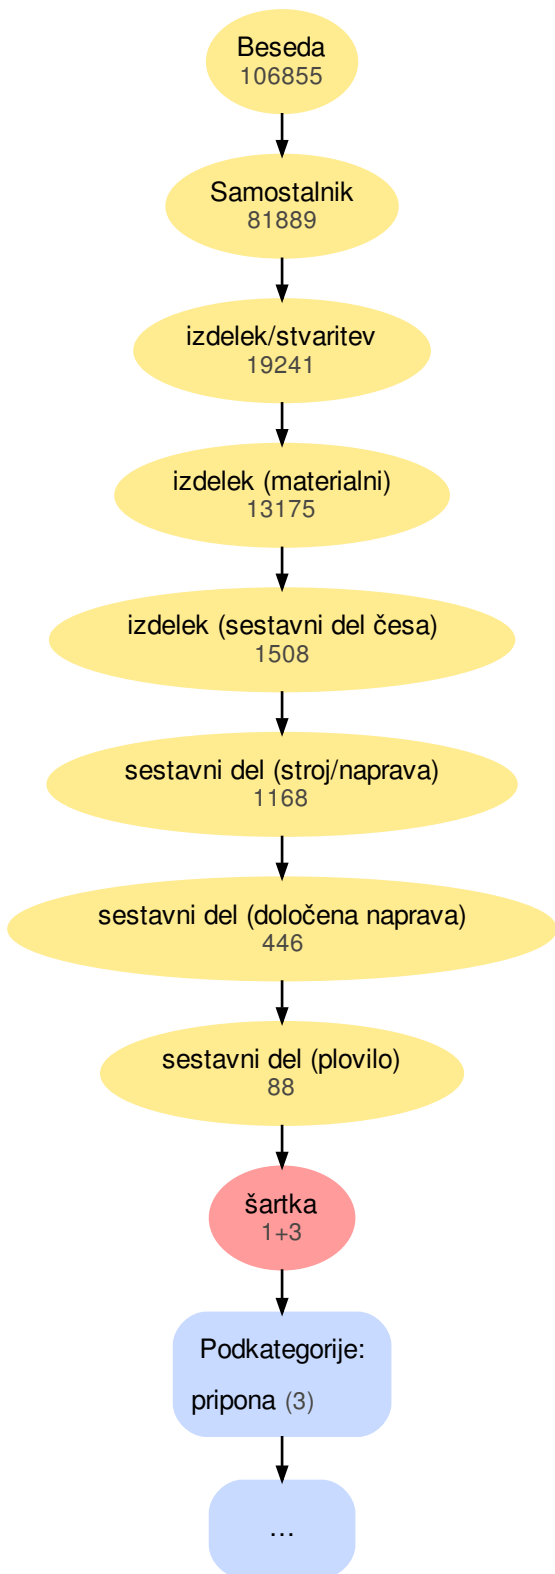 Beseda
106855
Samostalnik
81889
izdelek/stvaritev
19241
izdelek (materialni)
13175
izdelek (sestavni del česa)
1508
sestavni del (stroj/naprava)
1168
sestavni del (določena naprava)
446
sestavni del (plovilo)
88
šartka
1+3
Podkategorije:
pripona (3)
…